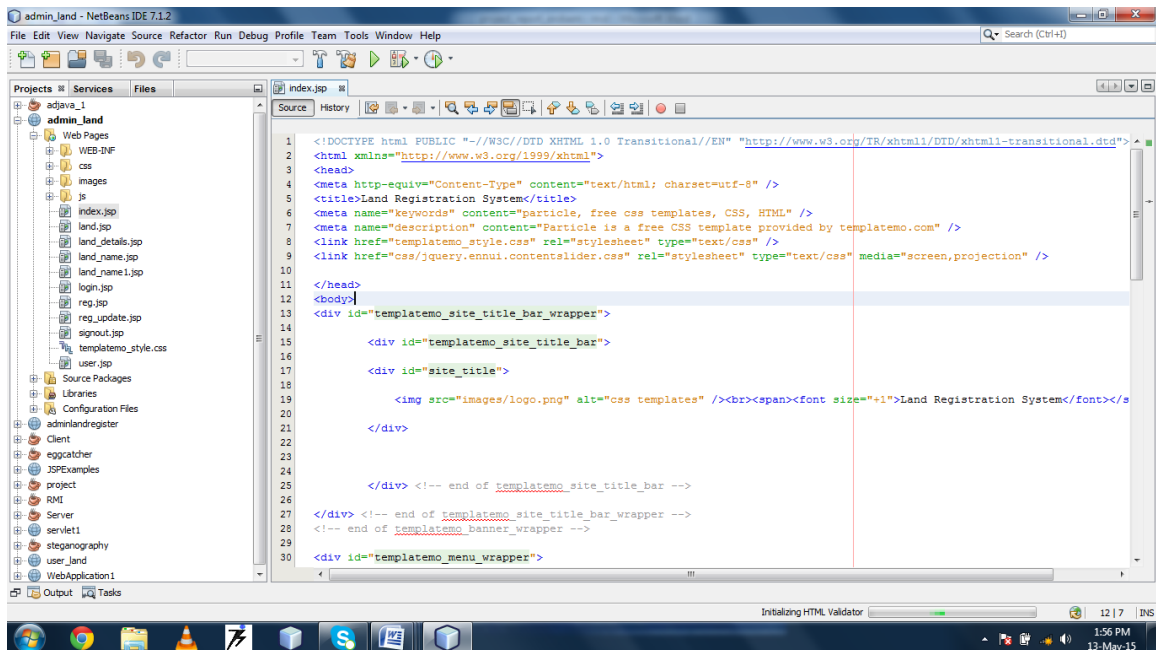 admin_land - NetBeans IDE 7.1.2
File Edit View Navigate Source Refactor Run Debug Profile Team Tools Window Help
Search (Ctrl+I)
Projects Services Files
adjava_1
admin_land
Web Pages
WEB-INF
css
images
js
index.jsp
land.jsp
land_details.jsp
land_name.jsp
land_name1.jsp
login.jsp
reg.jsp
reg_update.jsp
signout.jsp
templatemo_style.css
user.jsp
Source Packages
Libraries
Configuration Files
adminlandregister
Client
eggcatcher
JSPExamples
project
RMI
Server
servlet1
steganography
user_land
WebApplication1
index.jsp
Source History
1 <!DOCTYPE html PUBLIC "-//W3C//DTD XHTML 1.0 Transitional//EN" "http://www.w3.org/TR/xhtml1/DTD/xhtml1-transitional.dtd">
2 <html xmlns="http://www.w3.org/1999/xhtml">
3 <head>
4 <meta http-equiv="Content-Type" content="text/html; charset=utf-8" />
5 <title>Land Registration System</title>
6 <meta name="keywords" content="particle, free css templates, CSS, HTML" />
7 <meta name="description" content="Particle is a free CSS template provided by templatemo.com" />
8 <link href="templatemo_style.css" rel="stylesheet" type="text/css" />
9 <link href="css/jquery.ennui.contentslider.css" rel="stylesheet" type="text/css" media="screen,projection" />
10
11 </head>
12 <body>
13 <div id="templatemo_site_title_bar_wrapper">
14
15 <div id="templatemo_site_title_bar">
16
17 <div id="site_title">
18
19 <img src="images/logo.png" alt="css templates" /><br><span><font size="+1">Land Registration System</font></s
20
21 </div>
22
23
24
25 </div> <!-- end of templatemo_site_title_bar -->
26
27 </div> <!-- end of templatemo_site_title_bar_wrapper -->
28 <!-- end of templatemo_banner_wrapper -->
29
30 <div id="templatemo_menu_wrapper">
Output Tasks
Initializing HTML Validator
12 | 7 INS
1:56 PM
13-May-15